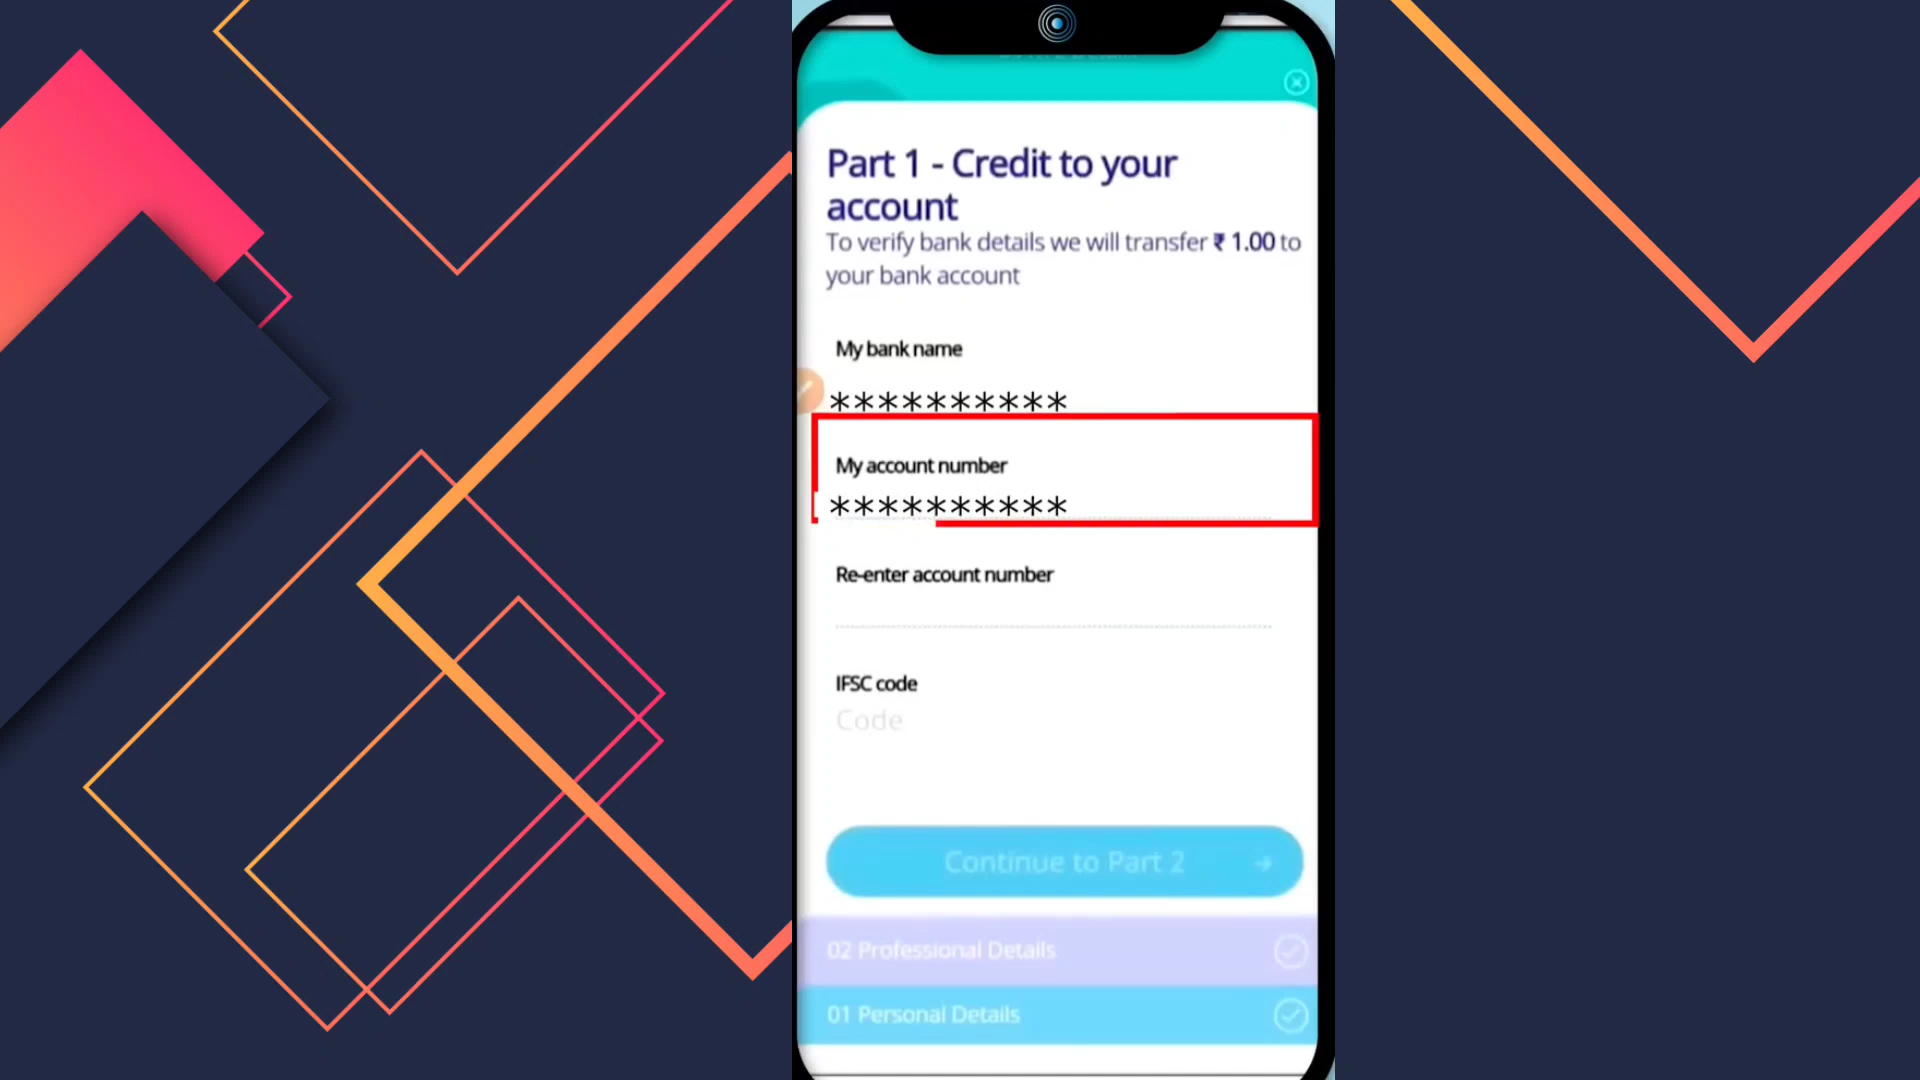 Part 1 - Credit to your
account
To verify bank details we will transfer ₹ 1.00 to
your bank account
My bank name
**********
My account number
**********
Re-enter account number
IFSC code
Code
Continue to Part 2 →
02 Professional Details
01 Personal Details